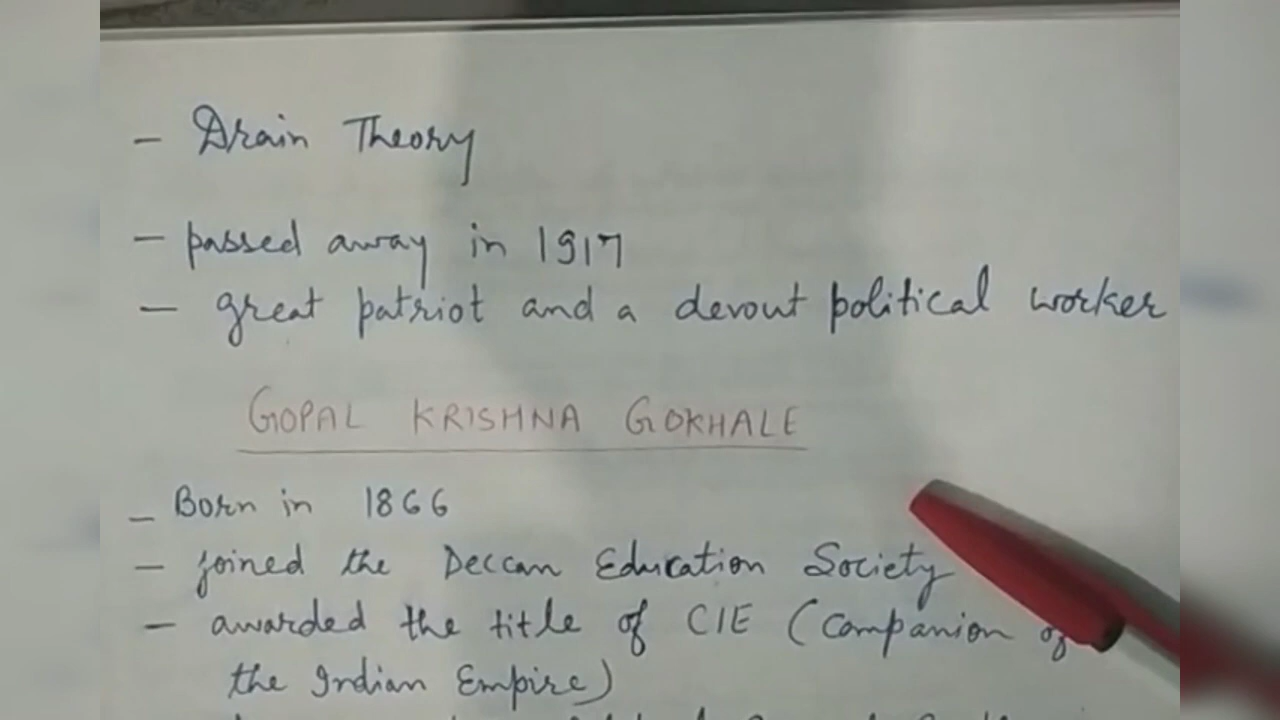 - Drain Theory
- passed away in 1917
- great patriot and a devout political worker
GOPAL KRISHNA GOKHALE
- Born in 1866
- joined the Deccan Education Society
- awarded the title of CIE (Companion of
the Indian Empire)